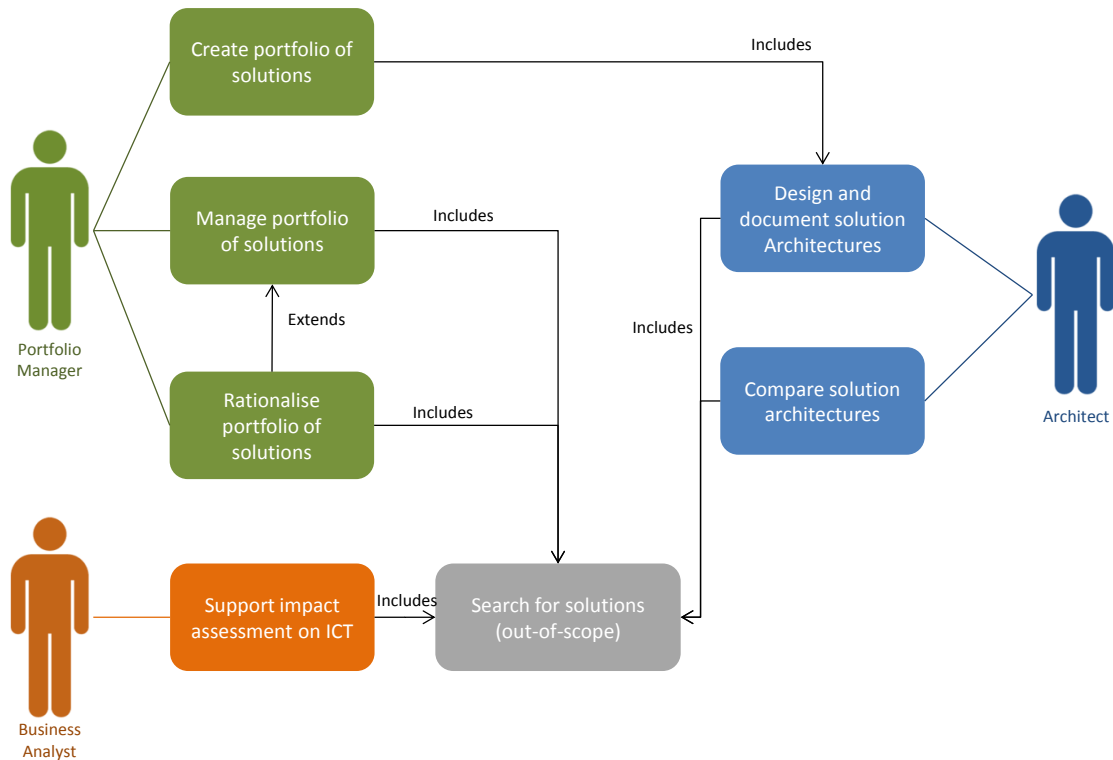 Create portfolio of
solutions
Includes
Manage portfolio
of solutions
Includes
Design and
document solution
Architectures
Extends
Includes
Portfolio
Manager
Rationalise
portfolio of
solutions
Includes
Compare solution
architectures
Architect
Support impact
assessment on ICT
Includes
Search for solutions
(out-of-scope)
Business
Analyst